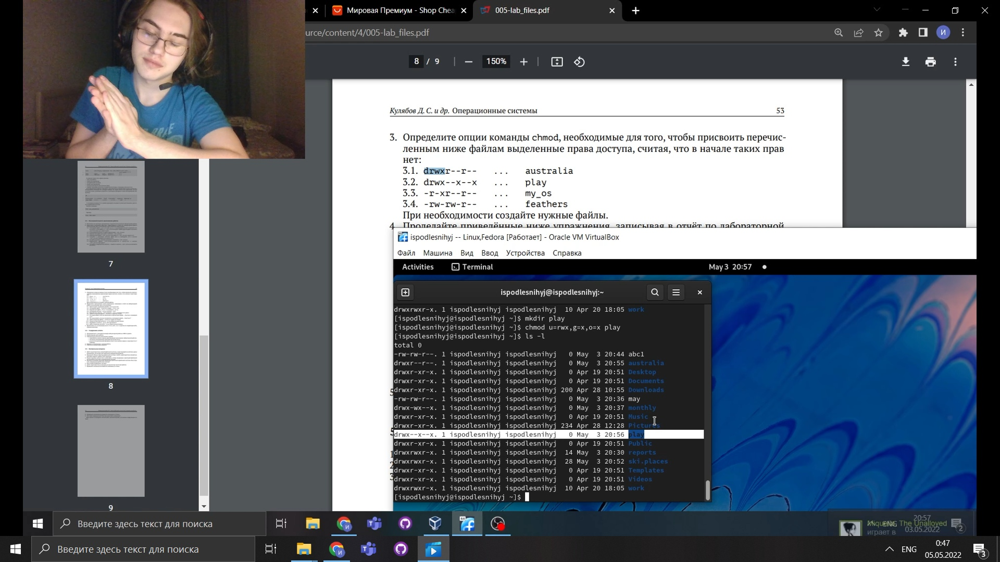 Мировая Премиум - Shop Chea
005-lab_files.pdf
urce/content/4/005-lab_files.pdf
И
8 / 9
150%
Кулябов Д. С. и др. Операционные системы 53
3. Определите опции команды chmod, необходимые для того, чтобы присвоить перечис-
ленным ниже файлам выделенные права доступа, считая, что в начале таких прав
нет:
3.1. drwxr--r-- ... australia
3.2. drwx--x--x ... play
3.3. -r-xr--r-- ... my_os
3.4. -rw-rw-r-- ... feathers
При необходимости создайте нужные файлы.
4 Проделайте приведённые ниже упражнения, записывая в отчёт по лабораторной
7
8
9
ispodlesnihyj -- Linux,Fedora [Работает] - Oracle VM VirtualBox
Файл Машина Вид Ввод Устройства Справка
Activities Terminal May 3 20:57
ispodlesnihyj@ispodlesnihyj:~
drwxrwxr-x. 1 ispodlesnihyj ispodlesnihyj 10 Apr 20 18:05 work
[ispodlesnihyj@ispodlesnihyj ~]$ mkdir play
[ispodlesnihyj@ispodlesnihyj ~]$ chmod u=rwx,g=x,o=x play
[ispodlesnihyj@ispodlesnihyj ~]$ ls -l
total 0
-rw-rw-r--. 1 ispodlesnihyj ispodlesnihyj 0 May 3 20:44 abc1
drwxr--r--. 1 ispodlesnihyj ispodlesnihyj 0 May 3 20:55 australia
drwxr-xr-x. 1 ispodlesnihyj ispodlesnihyj 0 Apr 19 20:51 Desktop
drwxr-xr-x. 1 ispodlesnihyj ispodlesnihyj 0 Apr 19 20:51 Documents
drwxr-xr-x. 1 ispodlesnihyj ispodlesnihyj 200 Apr 28 10:55 Downloads
-rw-rw-r--. 1 ispodlesnihyj ispodlesnihyj 0 May 3 20:36 may
drwx-wx--x. 1 ispodlesnihyj ispodlesnihyj 0 May 3 20:37 monthly
drwxr-xr-x. 1 ispodlesnihyj ispodlesnihyj 0 Apr 19 20:51 Music
drwxr-xr-x. 1 ispodlesnihyj ispodlesnihyj 234 Apr 28 12:28 Pictures
drwx--x--x. 1 ispodlesnihyj ispodlesnihyj 0 May 3 20:56 play
drwxr-xr-x. 1 ispodlesnihyj ispodlesnihyj 0 Apr 19 20:51 Public
drwxrwxr-x. 1 ispodlesnihyj ispodlesnihyj 14 May 3 20:30 reports
drwxrwxr-x. 1 ispodlesnihyj ispodlesnihyj 28 May 3 20:52 ski.places
drwxr-xr-x. 1 ispodlesnihyj ispodlesnihyj 0 Apr 19 20:51 Templates
drwxr-xr-x. 1 ispodlesnihyj ispodlesnihyj 0 Apr 19 20:51 Videos
drwxrwxr-x. 1 ispodlesnihyj ispodlesnihyj 10 Apr 20 18:05 work
[ispodlesnihyj@ispodlesnihyj ~]$
Введите здесь текст для поиска
Miquella The Unalloyed
играет в
ENG
20:57
03.05.2022
2
Введите здесь текст для поиска
ENG
0:47
05.05.2022
3